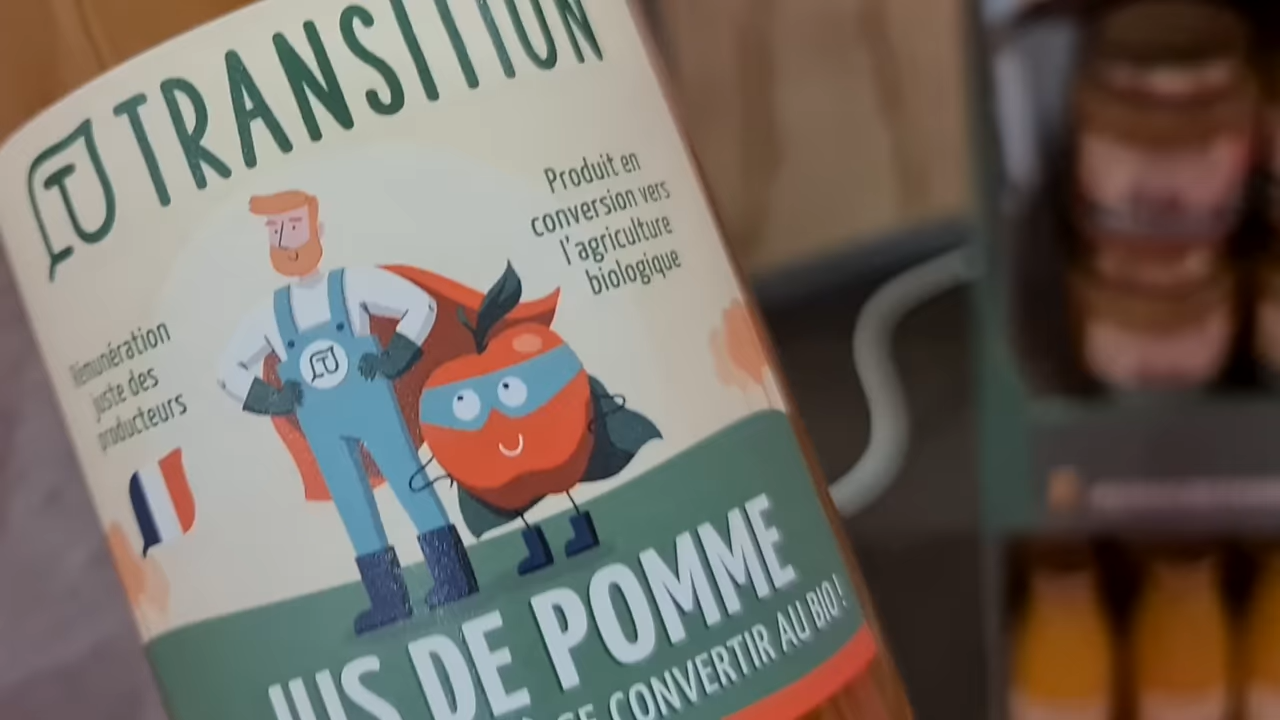 TRANSITION
Produit en
conversion vers
l'agriculture
biologique
Rémunération
juste des
producteurs
JUS DE POMME
À SE CONVERTIR AU BIO !